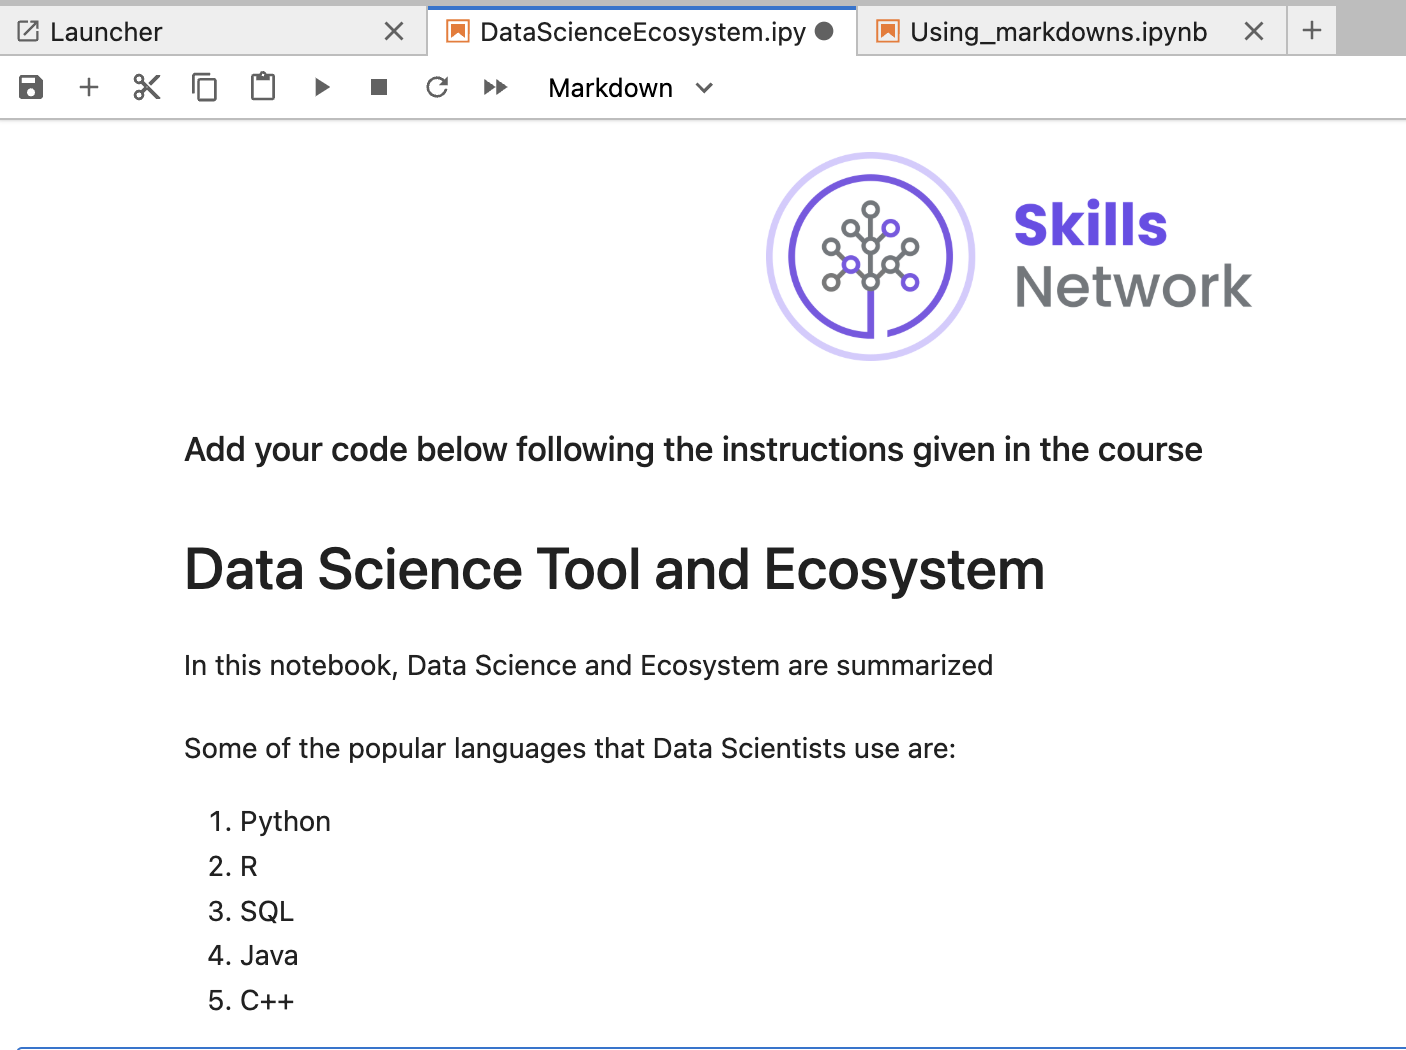 Launcher
DataScienceEcosystem.ipy
Using_markdowns.ipynb
Markdown
Skills
Network
Add your code below following the instructions given in the course
Data Science Tool and Ecosystem
In this notebook, Data Science and Ecosystem are summarized
Some of the popular languages that Data Scientists use are:
1. Python
2. R
3. SQL
4. Java
5. C++